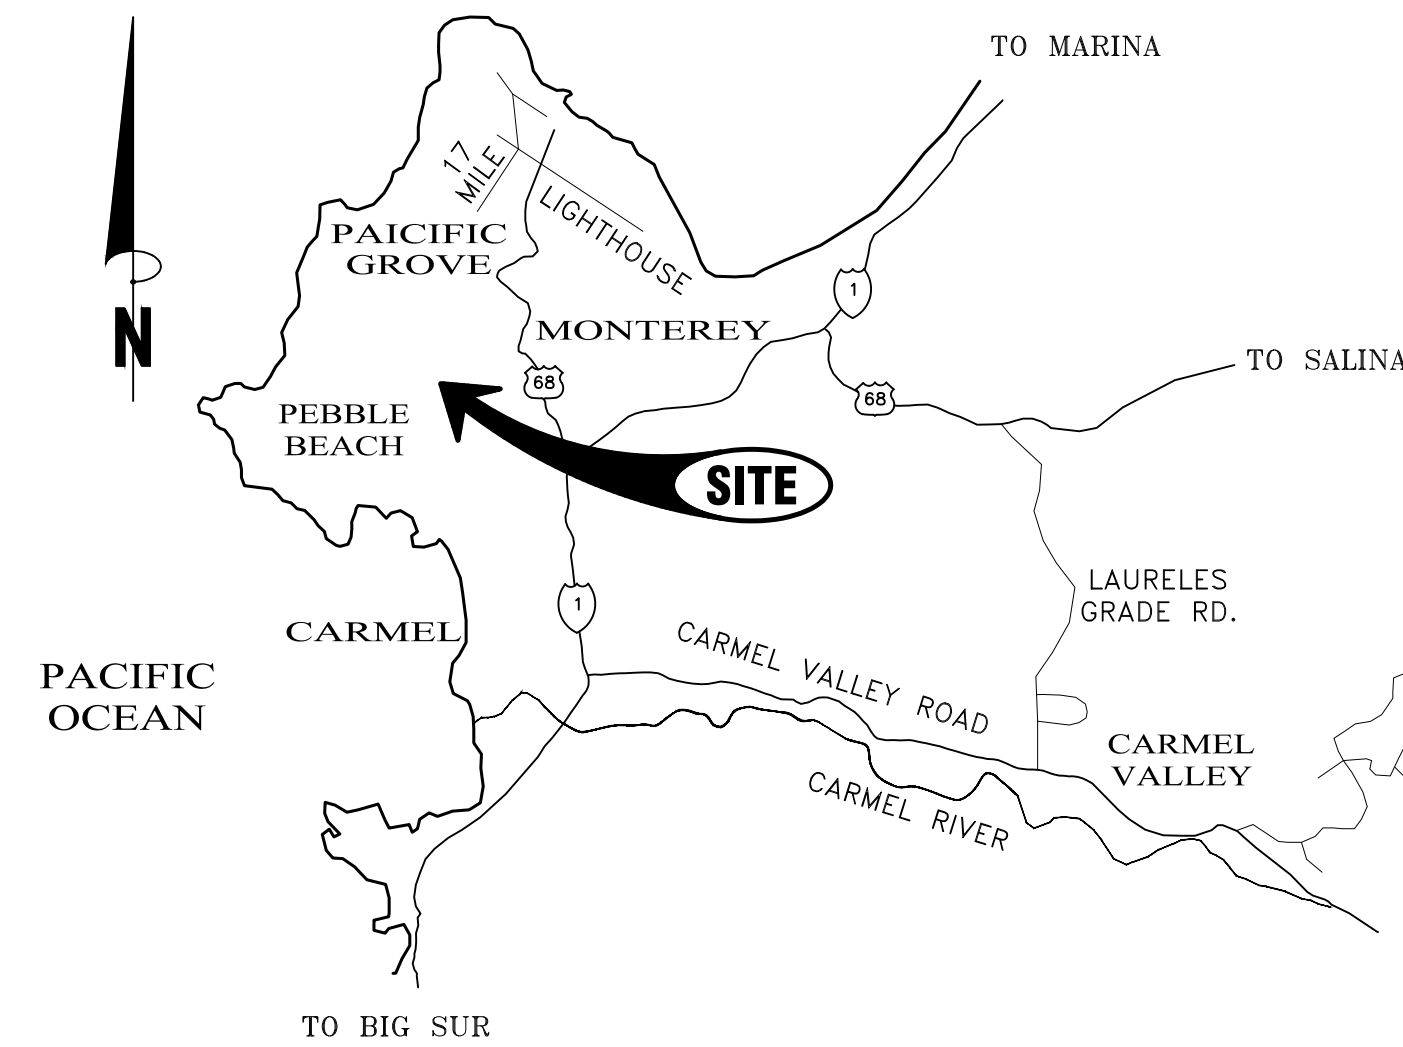 TO MARINA
17
MILE
LIGHTHOUSE
PAICIFIC
GROVE
1
N
MONTEREY
TO SALINA
68
68
PEBBLE
BEACH
SITE
LAURELES
GRADE RD.
1
CARMEL
CARMEL VALLEY ROAD
PACIFIC
OCEAN
CARMEL
VALLEY
CARMEL RIVER
TO BIG SUR